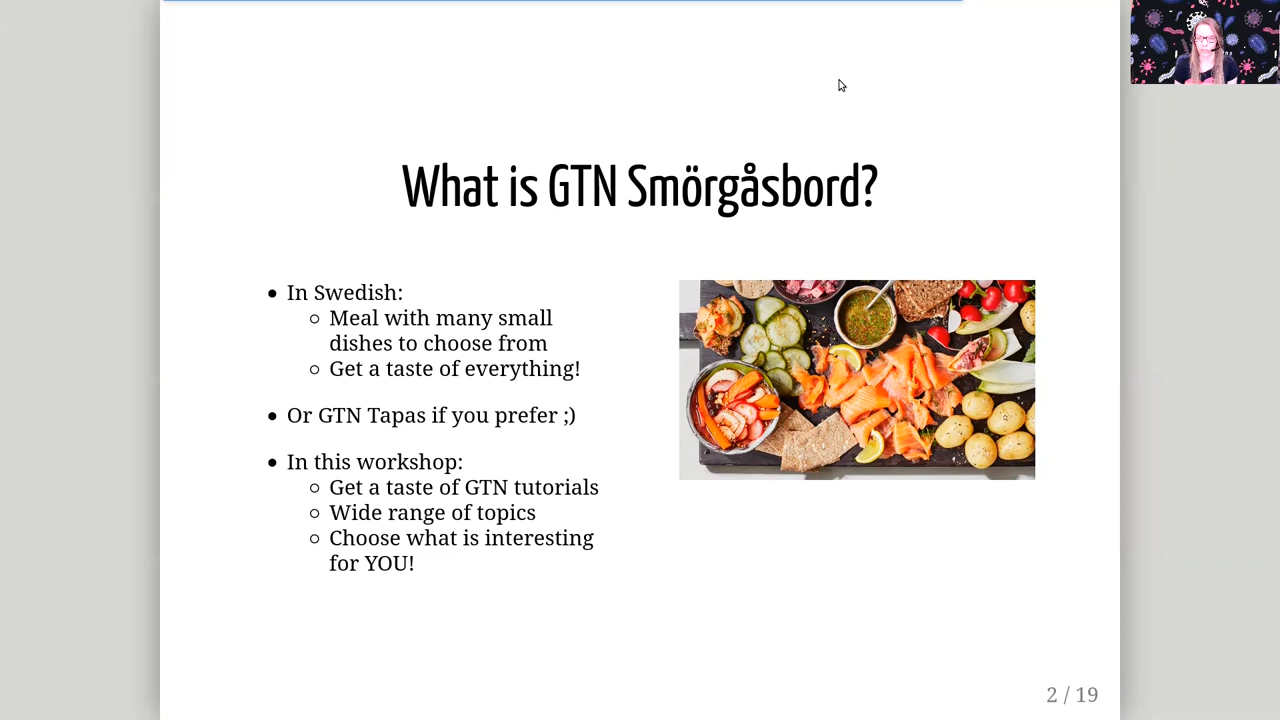 What is GTN Smörgåsbord?
• In Swedish:
○ Meal with many small
dishes to choose from
○ Get a taste of everything!
• Or GTN Tapas if you prefer ;)
• In this workshop:
○ Get a taste of GTN tutorials
○ Wide range of topics
○ Choose what is interesting
for YOU!
2 / 19